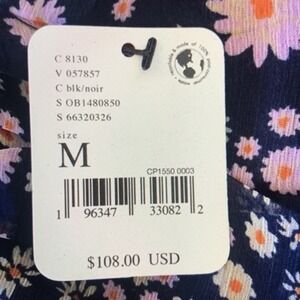 C 8130
V 057857
C blk/noir
S OB1480850
S 66320326
size
M
CP1550 0003
1 96347 33082 2
$108.00 USD